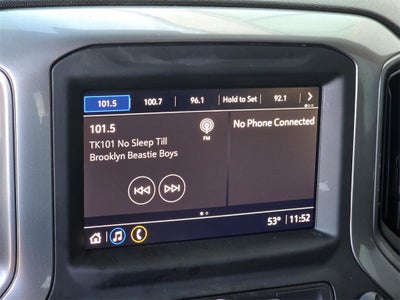 101.5 100.7 96.1 Hold to Set 92.1
101.5
FM
No Phone Connected
TK101 No Sleep Till
Brooklyn Beastie Boys
53° 11:52